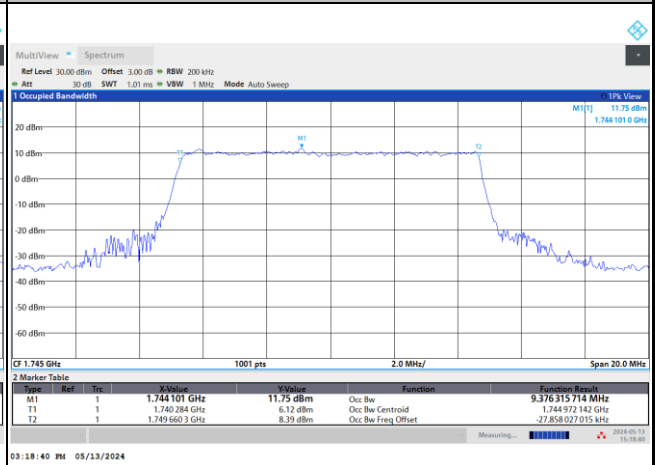 MultiView Spectrum
Ref Level 30.00 dBm Offset 3.00 dB RBW 200 kHz
Att 30 dB SWT 1.01 ms VBW 1 MHz Mode Auto Sweep
1 Occupied Bandwidth 1Pk View
M1[1] 11.75 dBm
1.744 101 0 GHz
20 dBm
M1
T1
T2
10 dBm
0 dBm
-10 dBm
-20 dBm
-30 dBm
-40 dBm
-50 dBm
-60 dBm
CF 1.745 GHz 1001 pts 2.0 MHz/ Span 20.0 MHz
2 Marker Table
Type Ref Trc X-Value Y-Value Function Function Result
M1 1 1.744101 GHz 11.75 dBm Occ Bw 9.376 315 714 MHz
T1 1 1.740 284 GHz 6.12 dBm Occ Bw Centroid 1.744 972 142 GHz
T2 1 1.749 660 3 GHz 8.39 dBm Occ Bw Freq Offset -27.858 027 015 kHz
Measuring... 2024-05-13
15:18:40
03:18:40 PM 05/13/2024